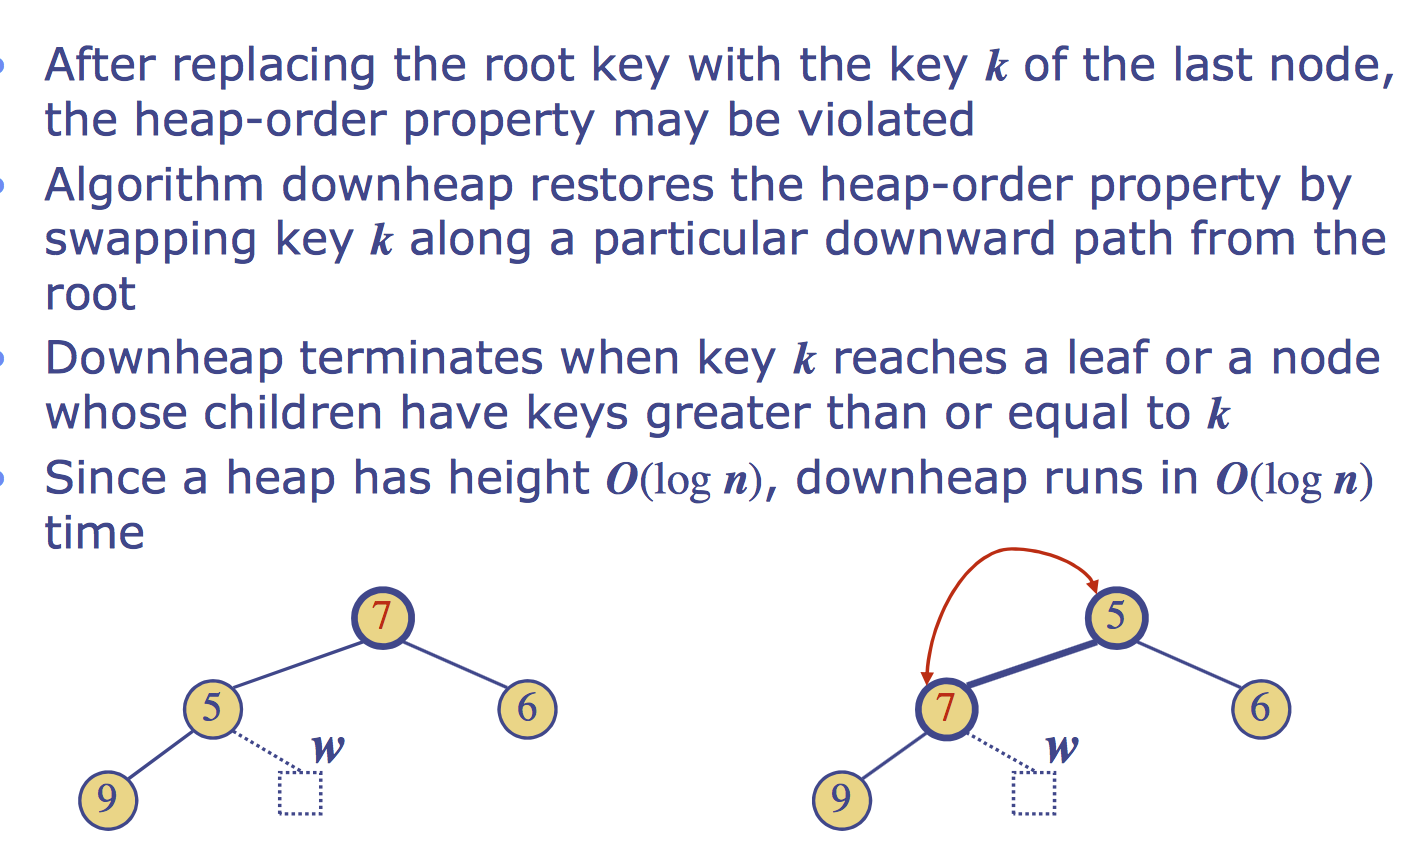 After replacing the root key with the key k of the last node,
the heap-order property may be violated
Algorithm downheap restores the heap-order property by
swapping key k along a particular downward path from the
root
Downheap terminates when key k reaches a leaf or a node
whose children have keys greater than or equal to k
Since a heap has height O(log n), downheap runs in O(log n)
time
7
5
6
w
9
5
7
6
w
9